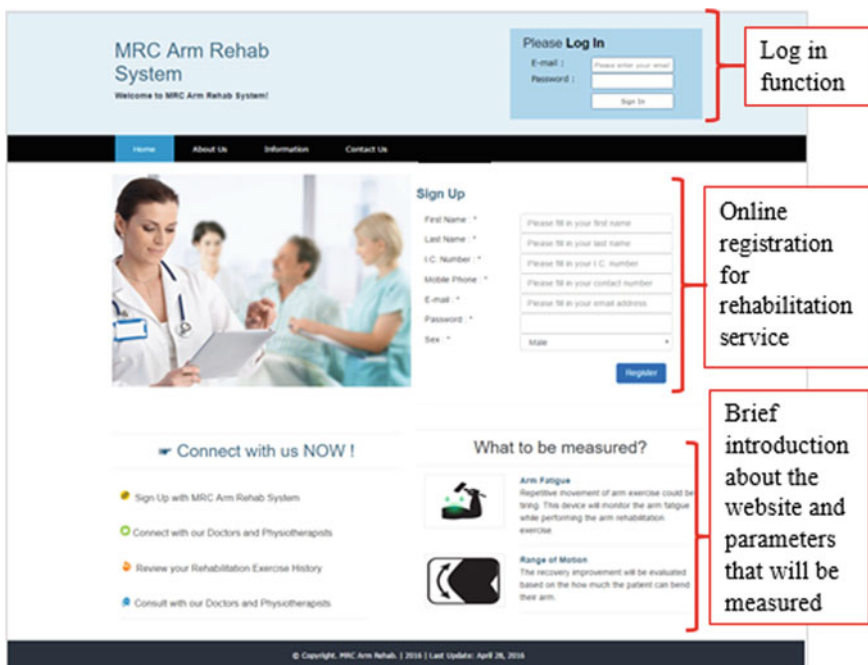 MRC Arm Rehab
System
Welcome to MRC Arm Rehab System!
Please Log In
E-mail :
Please enter your email
Password :
Sign In
Log in
function
Home
About Us
Information
Contact Us
Sign Up
First Name : *
Please fill in your first name
Last Name : *
Please fill in your last name
I.C. Number : *
Please fill in your I.C. number
Mobile Phone : *
Please fill in your contact number
E-mail : *
Please fill in your email address
Password : *
Sex : *
Male
Register
Online
registration
for
rehabilitation
service
Connect with us NOW !
Sign Up with MRC Arm Rehab System
Connect with our Doctors and Physiotherapists
Review your Rehabilitation Exercise History
Consult with our Doctors and Physiotherapists
What to be measured?
Arm Fatigue
Repetitive movement of arm exercise could be
tiring. This device will monitor the arm fatigue
while performing the arm rehabilitation
exercise
Range of Motion
The recovery improvement will be evaluated
based on the how much the patient can bend
their arm.
Brief
introduction
about the
website and
parameters
that will be
measured
© Copyright. MRC Arm Rehab. | 2016 | Last Update: April 28, 2016